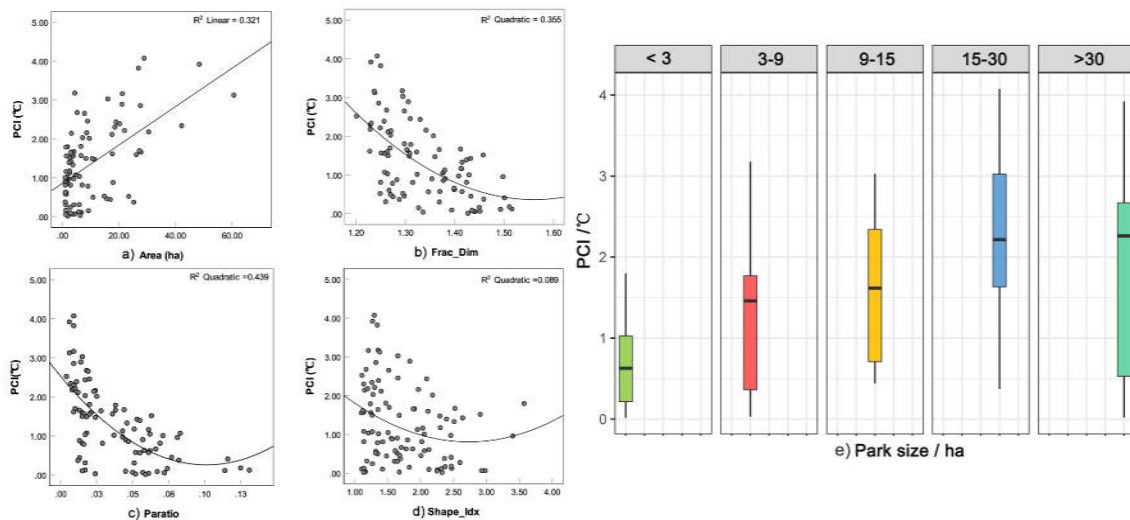 R² Linear = 0.321
5.00
4.00
3.00
2.00
1.00
.00
PCI (℃)
.00 20.00 40.00 60.00
a) Area (ha)
R² Quadratic = 0.355
5.00
4.00
3.00
2.00
1.00
.00
PCI (℃)
1.20 1.30 1.40 1.50 1.60
b) Frac_Dim
R² Quadratic =0.439
5.00
4.00
3.00
2.00
1.00
.00
PCI(℃)
.00 .03 .05 .08 .10 .13
c) Paratio
R² Quadratic =0.089
5.00
4.00
3.00
2.00
1.00
.00
PCI (℃)
1.00 1.50 2.00 2.50 3.00 3.50 4.00
d) Shape_Idx
< 3 3-9 9-15 15-30 >30
4
3
2
1
0
PCI /℃
e) Park size / ha